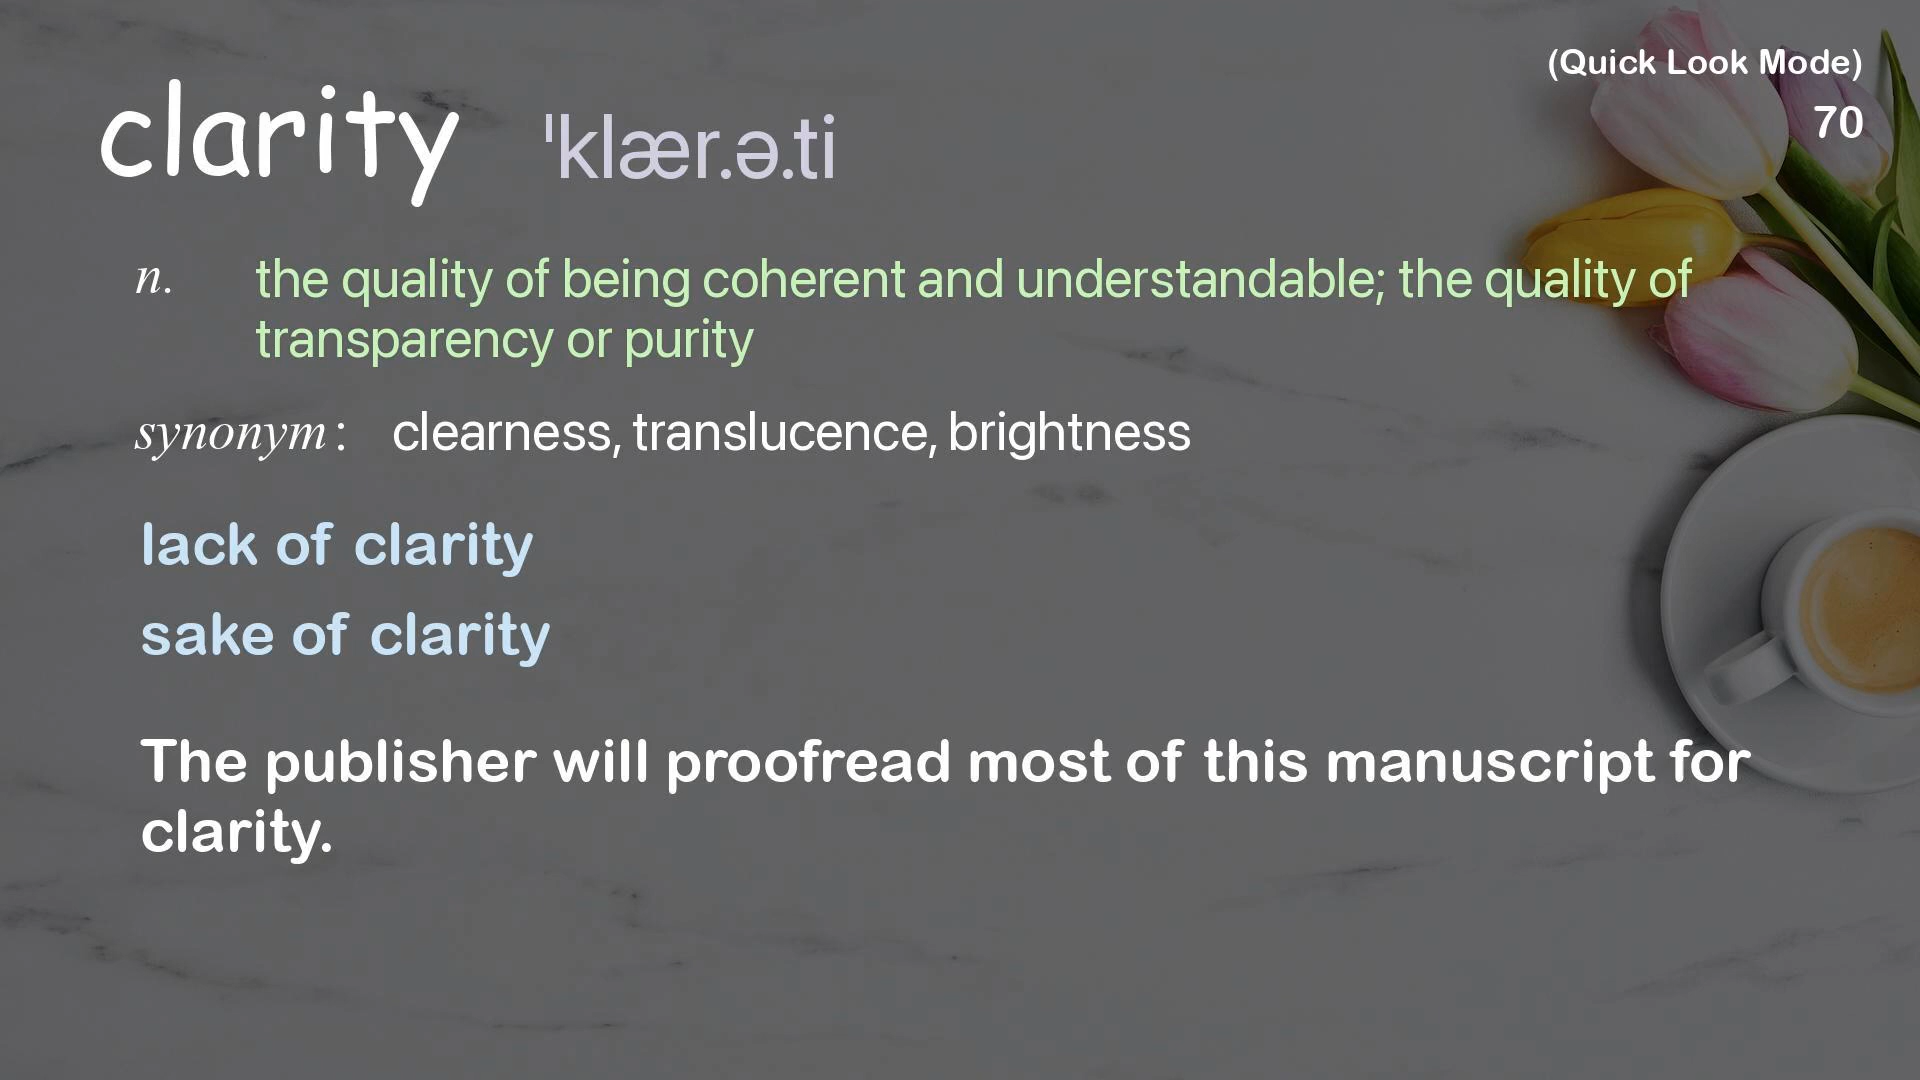 (Quick Look Mode)
70
clarity ˈklær.ə.ti
n. the quality of being coherent and understandable; the quality of
transparency or purity
synonym: clearness, translucence, brightness
lack of clarity
sake of clarity
The publisher will proofread most of this manuscript for
clarity.